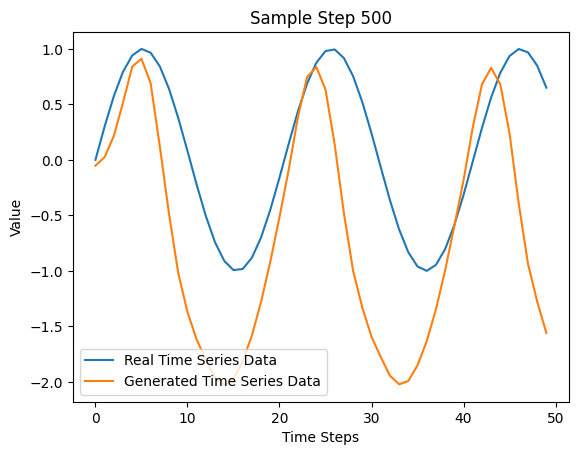 Sample Step 500
1.0
0.5
0.0
−0.5
−1.0
−1.5
−2.0
Value
Real Time Series Data
Generated Time Series Data
0 10 20 30 40 50
Time Steps